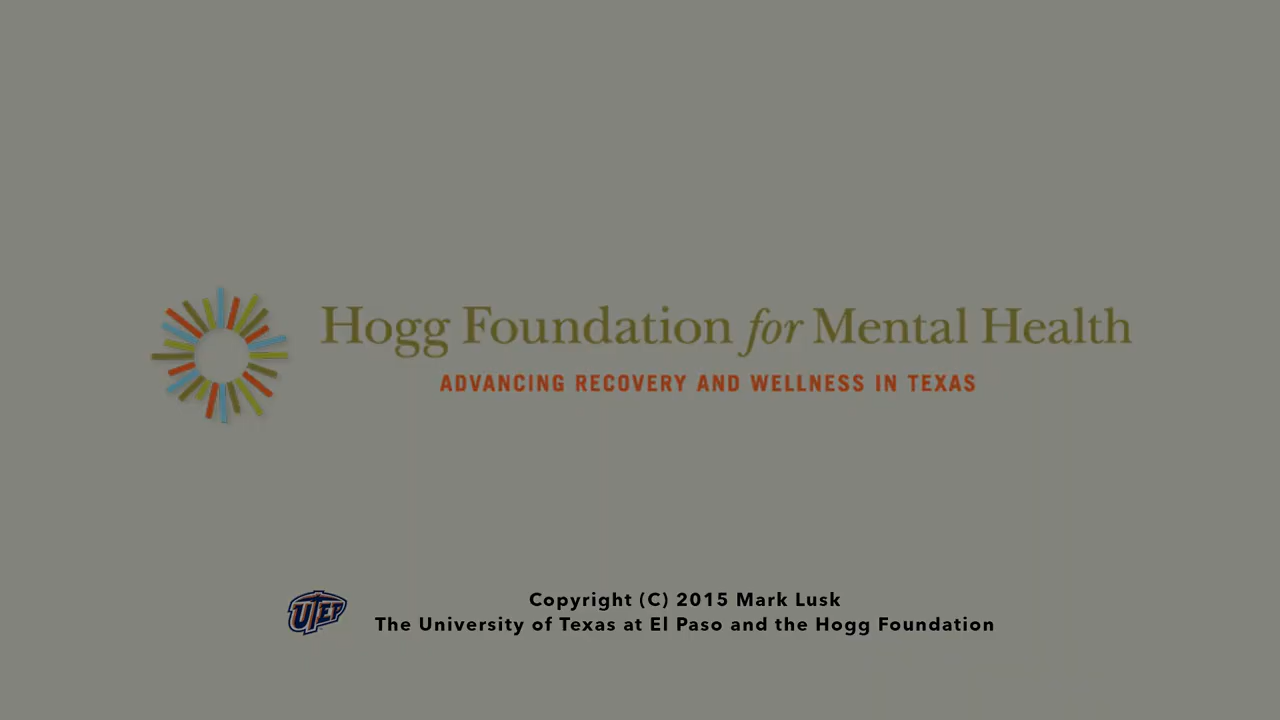 Hogg Foundation for Mental Health
ADVANCING RECOVERY AND WELLNESS IN TEXAS
UTEP
Copyright (C) 2015 Mark Lusk
The University of Texas at El Paso and the Hogg Foundation